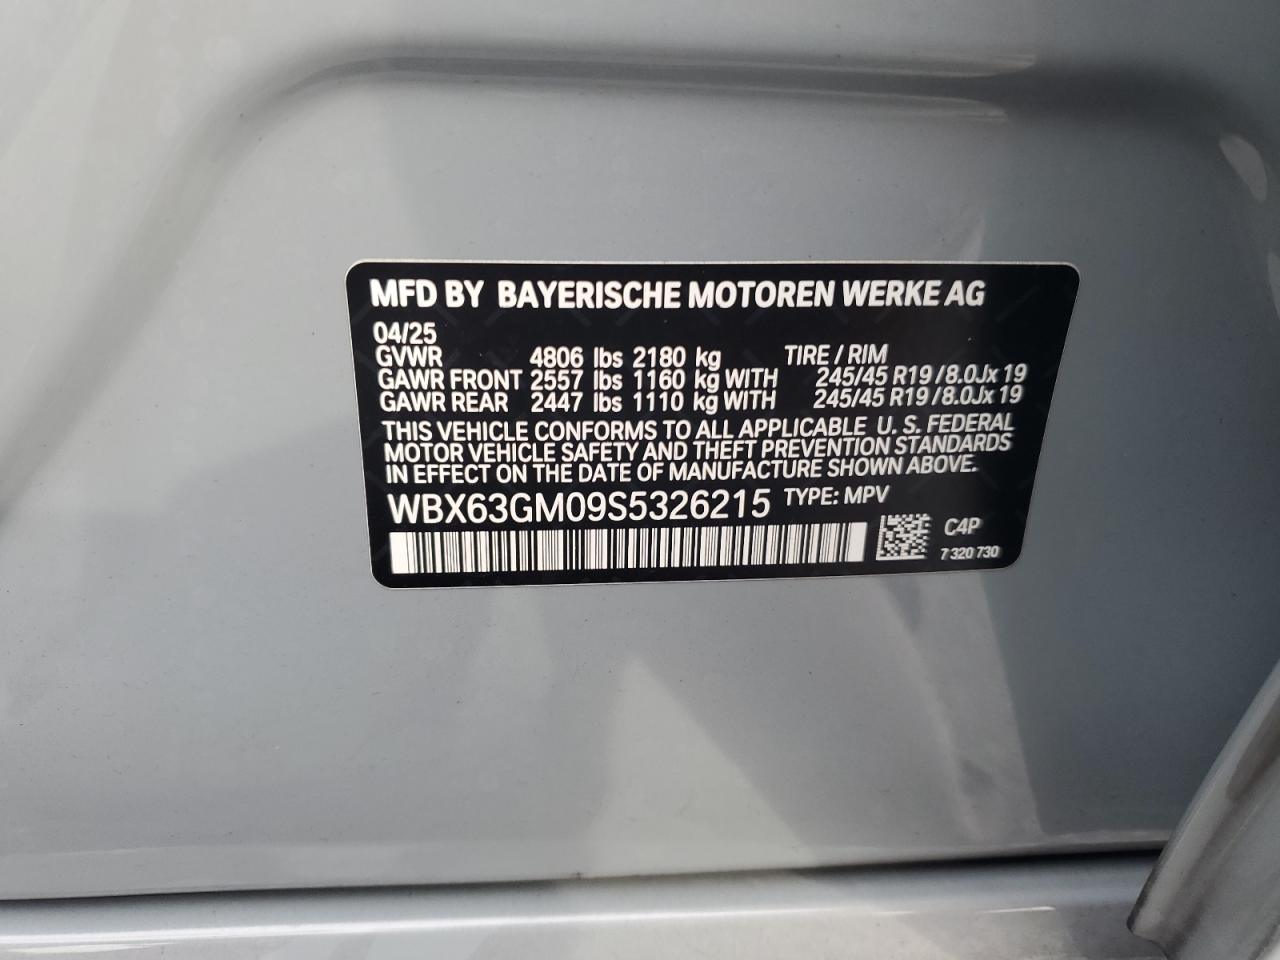 MFD BY BAYERISCHE MOTOREN WERKE AG
04/25
GVWR 4806 lbs 2180 kg TIRE / RIM
GAWR FRONT 2557 lbs 1160 kg WITH 245/45 R19 / 8.0Jx 19
GAWR REAR 2447 lbs 1110 kg WITH 245/45 R19 / 8.0Jx 19
THIS VEHICLE CONFORMS TO ALL APPLICABLE U. S. FEDERAL
MOTOR VEHICLE SAFETY AND THEFT PREVENTION STANDARDS
IN EFFECT ON THE DATE OF MANUFACTURE SHOWN ABOVE.
WBX63GM09S5326215 TYPE: MPV
C4P
7 320 730